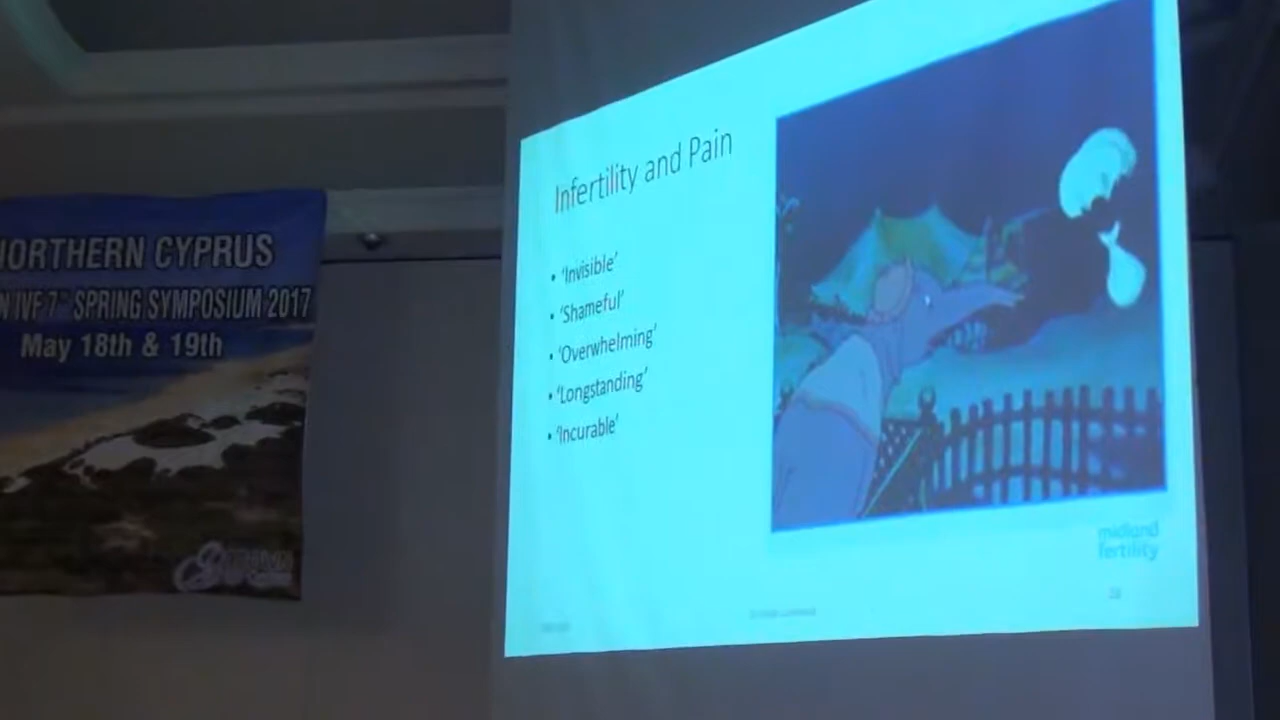 NORTHERN CYPRUS
N IVF 7TH SPRING SYMPOSIUM 2017
May 18th & 19th
Infertility and Pain
• 'Invisible'
• 'Shameful'
• 'Overwhelming'
• 'Longstanding'
• 'Incurable'
midland
fertility